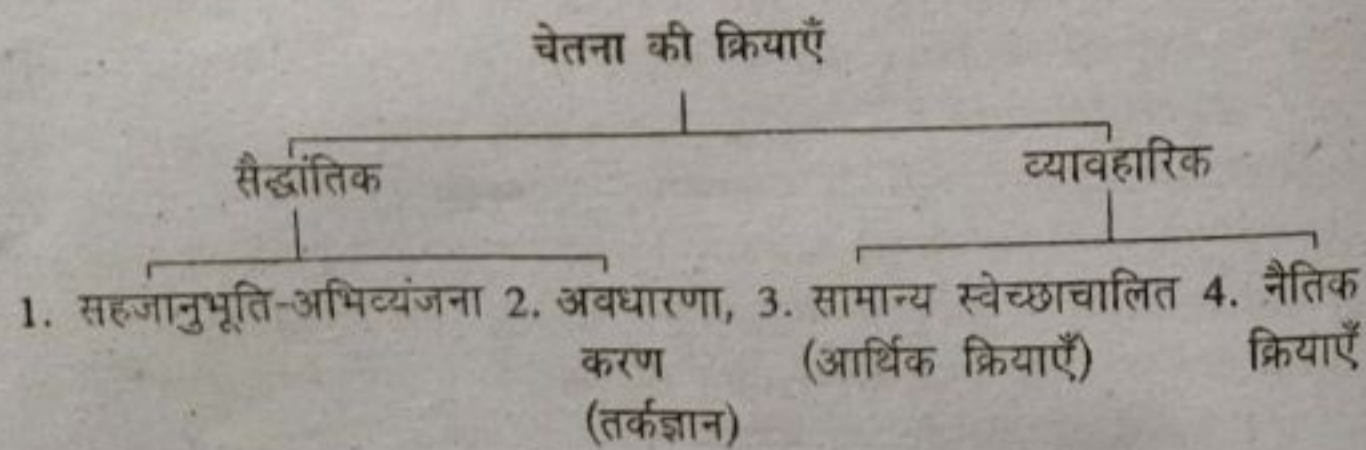 चेतना की क्रियाएँ
सैद्धांतिक व्यावहारिक
1. सहजानुभूति-अभिव्यंजना 2. अवधारणा, 3. सामान्य स्वेच्छाचालित 4. नैतिक
करण (आर्थिक क्रियाएँ) क्रियाएँ
(तर्कज्ञान)